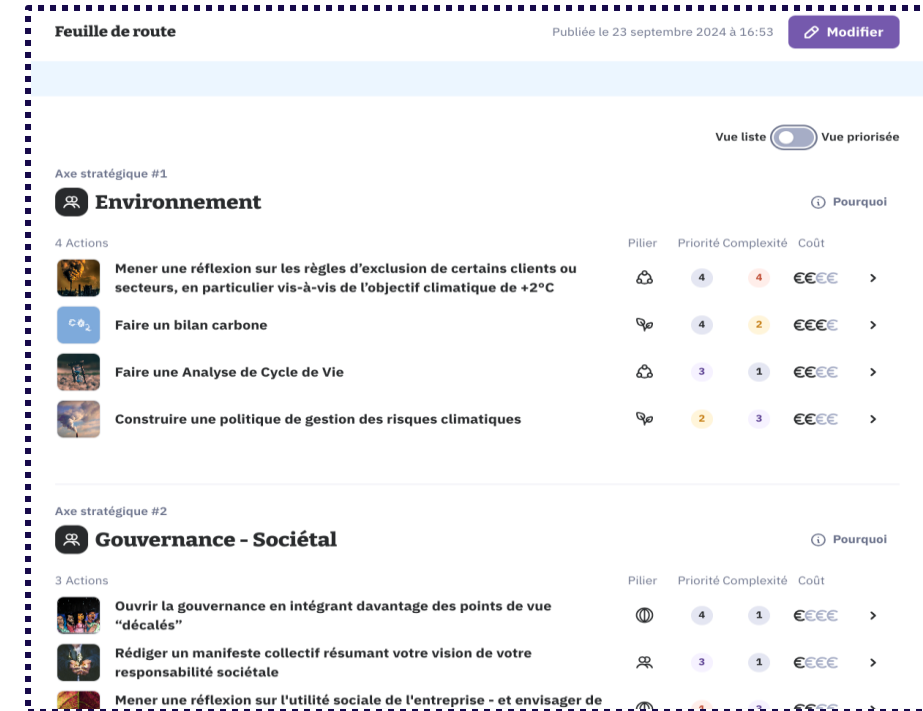 Feuille de route
Publiée le 23 septembre 2024 à 16:53
Modifier
Vue liste
Vue priorisée
Axe stratégique #1
Environnement
Pourquoi
4 Actions
Pilier
Priorité
Complexité
Coût
Mener une réflexion sur les règles d’exclusion de certains clients ou
secteurs, en particulier vis-à-vis de l’objectif climatique de +2°C
4
4
€€€€
CO₂
Faire un bilan carbone
4
2
€€€€
Faire une Analyse de Cycle de Vie
3
1
€€€€
Construire une politique de gestion des risques climatiques
2
3
€€€€
Axe stratégique #2
Gouvernance - Sociétal
Pourquoi
3 Actions
Pilier
Priorité
Complexité
Coût
Ouvrir la gouvernance en intégrant davantage des points de vue
“décalés”
4
1
€€€€
Rédiger un manifeste collectif résumant votre vision de votre
responsabilité sociétale
3
1
€€€€
Mener une réflexion sur l'utilité sociale de l'entreprise - et envisager de
€€€€